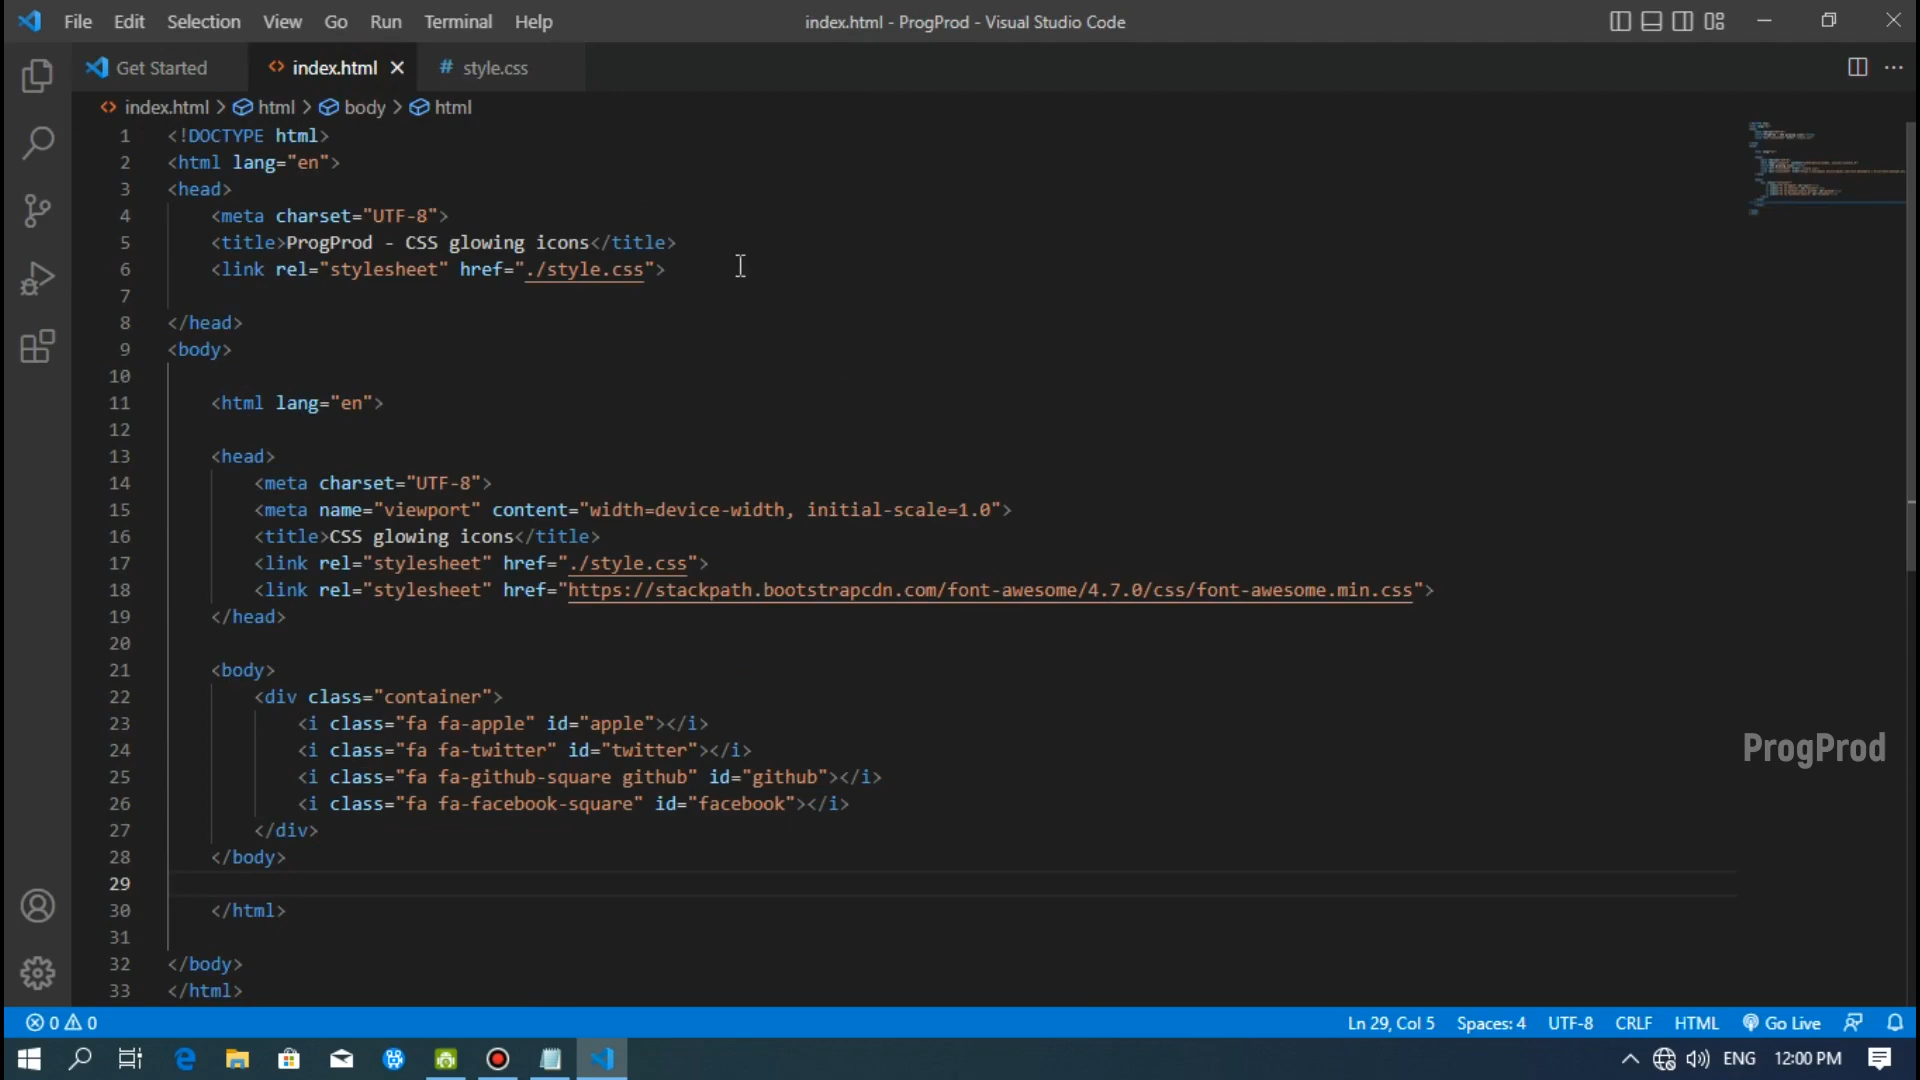 File Edit Selection View Go Run Terminal Help index.html - ProgProd - Visual Studio Code
Get Started index.html style.css
index.html > html > body > html
1 <!DOCTYPE html>
2 <html lang="en">
3 <head>
4 <meta charset="UTF-8">
5 <title>ProgProd - CSS glowing icons</title>
6 <link rel="stylesheet" href="./style.css">
7
8 </head>
9 <body>
10
11 <html lang="en">
12
13 <head>
14 <meta charset="UTF-8">
15 <meta name="viewport" content="width=device-width, initial-scale=1.0">
16 <title>CSS glowing icons</title>
17 <link rel="stylesheet" href="./style.css">
18 <link rel="stylesheet" href="https://stackpath.bootstrapcdn.com/font-awesome/4.7.0/css/font-awesome.min.css">
19 </head>
20
21 <body>
22 <div class="container">
23 <i class="fa fa-apple" id="apple"></i>
24 <i class="fa fa-twitter" id="twitter"></i>
25 <i class="fa fa-github-square github" id="github"></i>
26 <i class="fa fa-facebook-square" id="facebook"></i>
27 </div>
28 </body>
29
30 </html>
31
32 </body>
33 </html>
ProgProd
0 0 Ln 29, Col 5 Spaces: 4 UTF-8 CRLF HTML Go Live
ENG 12:00 PM